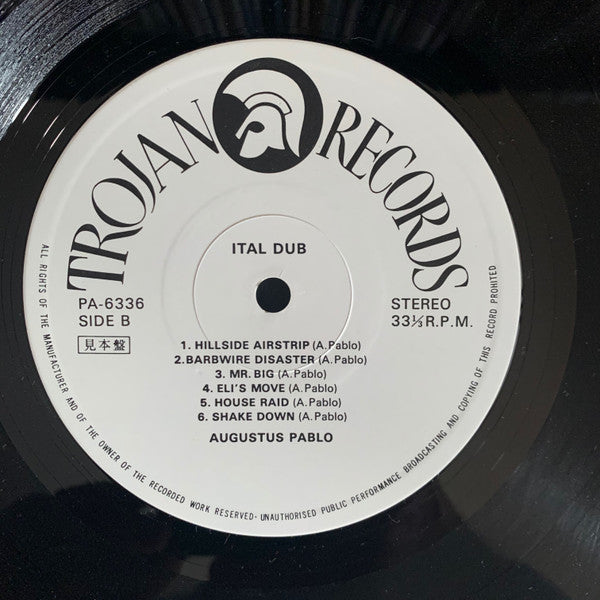 TROJAN RECORDS
ITAL DUB
PA-6336
SIDE B
見本盤
STEREO
33⅓ R.P.M.
1. HILLSIDE AIRSTRIP (A.Pablo)
2.BARBWIRE DISASTER (A.Pablo)
3. MR. BIG (A.Pablo)
4. ELI'S MOVE (A.Pablo)
5. HOUSE RAID (A.Pablo)
6. SHAKE DOWN (A.Pablo)
AUGUSTUS PABLO
ALL RIGHTS OF THE MANUFACTURER AND OF THE OWNER OF THE RECORDED WORK RESERVED· UNAUTHORISED PUBLIC PERFORMANCE BROADCASTING AND COPYING OF THIS RECORD PROHITED